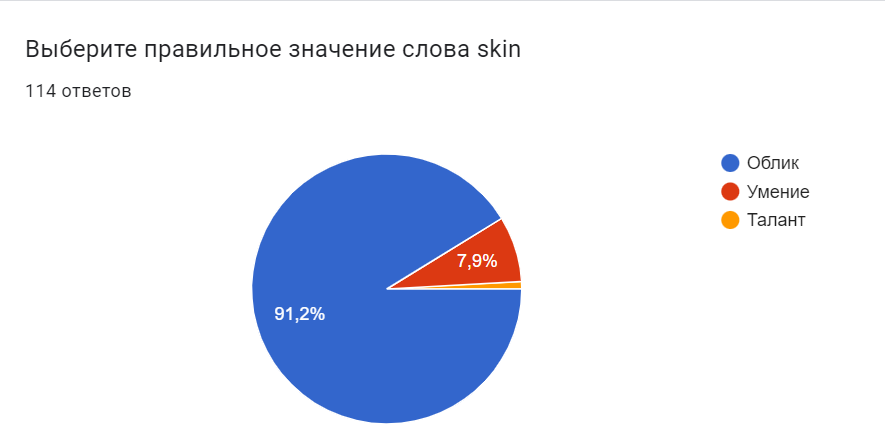 Выберите правильное значение слова skin
114 ответов
Облик
Умение
Талант
7,9%
91,2%